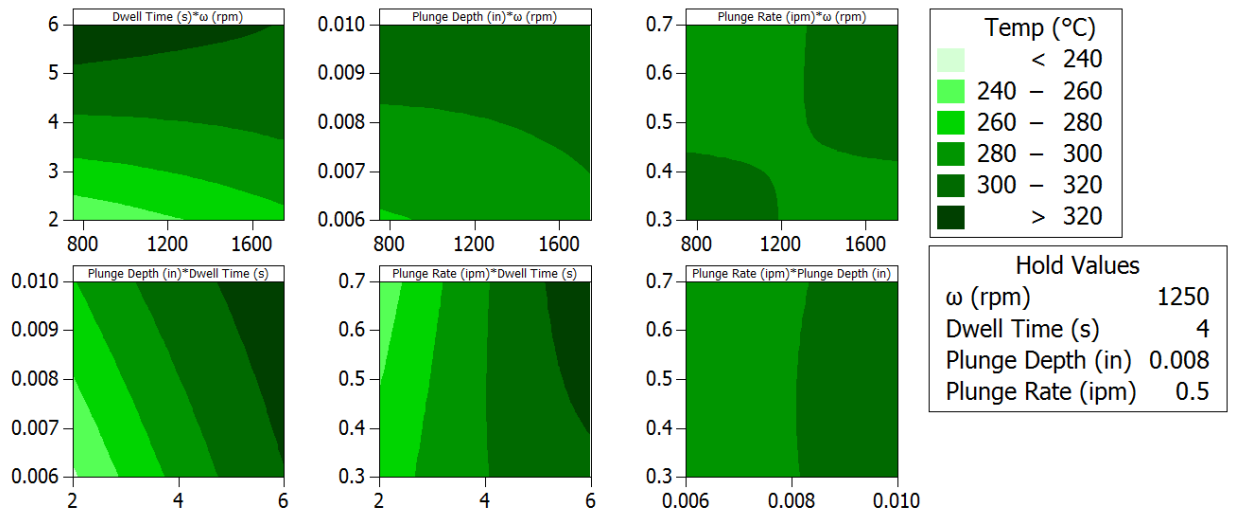 Dwell Time (s)*ω (rpm)
6
5
4
3
2
800 1200 1600
Plunge Depth (in)*ω (rpm)
0.010
0.009
0.008
0.007
0.006
800 1200 1600
Plunge Rate (ipm)*ω (rpm)
0.7
0.6
0.5
0.4
0.3
800 1200 1600
Temp (°C)
< 240
240 – 260
260 – 280
280 – 300
300 – 320
> 320
Plunge Depth (in)*Dwell Time (s)
0.010
0.009
0.008
0.007
0.006
2 4 6
Plunge Rate (ipm)*Dwell Time (s)
0.7
0.6
0.5
0.4
0.3
2 4 6
Plunge Rate (ipm)*Plunge Depth (in)
0.7
0.6
0.5
0.4
0.3
0.006 0.008 0.010
Hold Values
ω (rpm) 1250
Dwell Time (s) 4
Plunge Depth (in) 0.008
Plunge Rate (ipm) 0.5